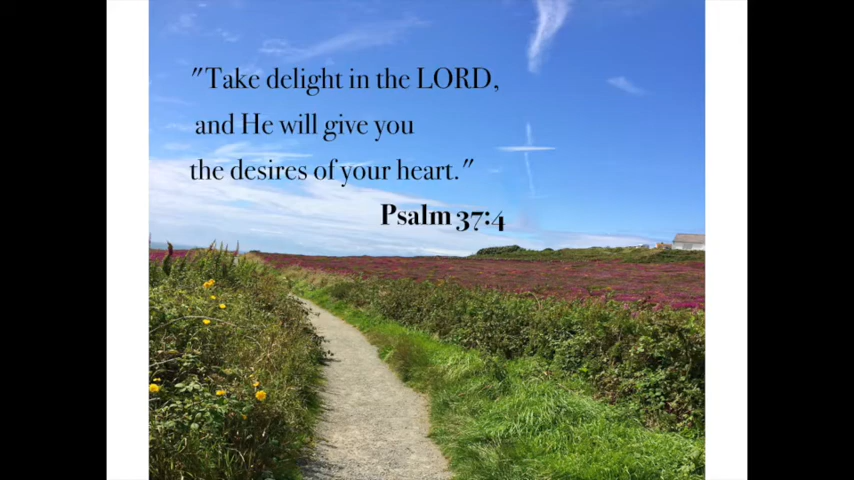 "Take delight in the LORD,
and He will give you
the desires of your heart."
Psalm 37:4